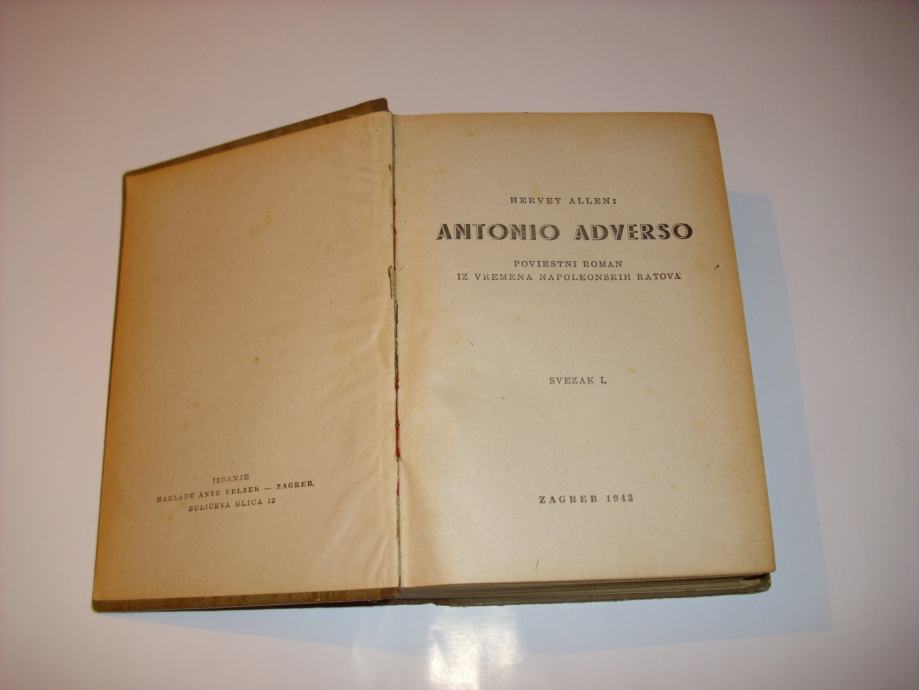 IZDANJE
NAKLADE ANTE VELZEK — ZAGREB,
BULIĆEVA ULICA 12
HERVEY ALLEN:
ANTONIO ADVERSO
POVIESTNI ROMAN
IZ VREMENA NAPOLEONSKIH RATOVA
SVEZAK I.
ZAGREB 1943